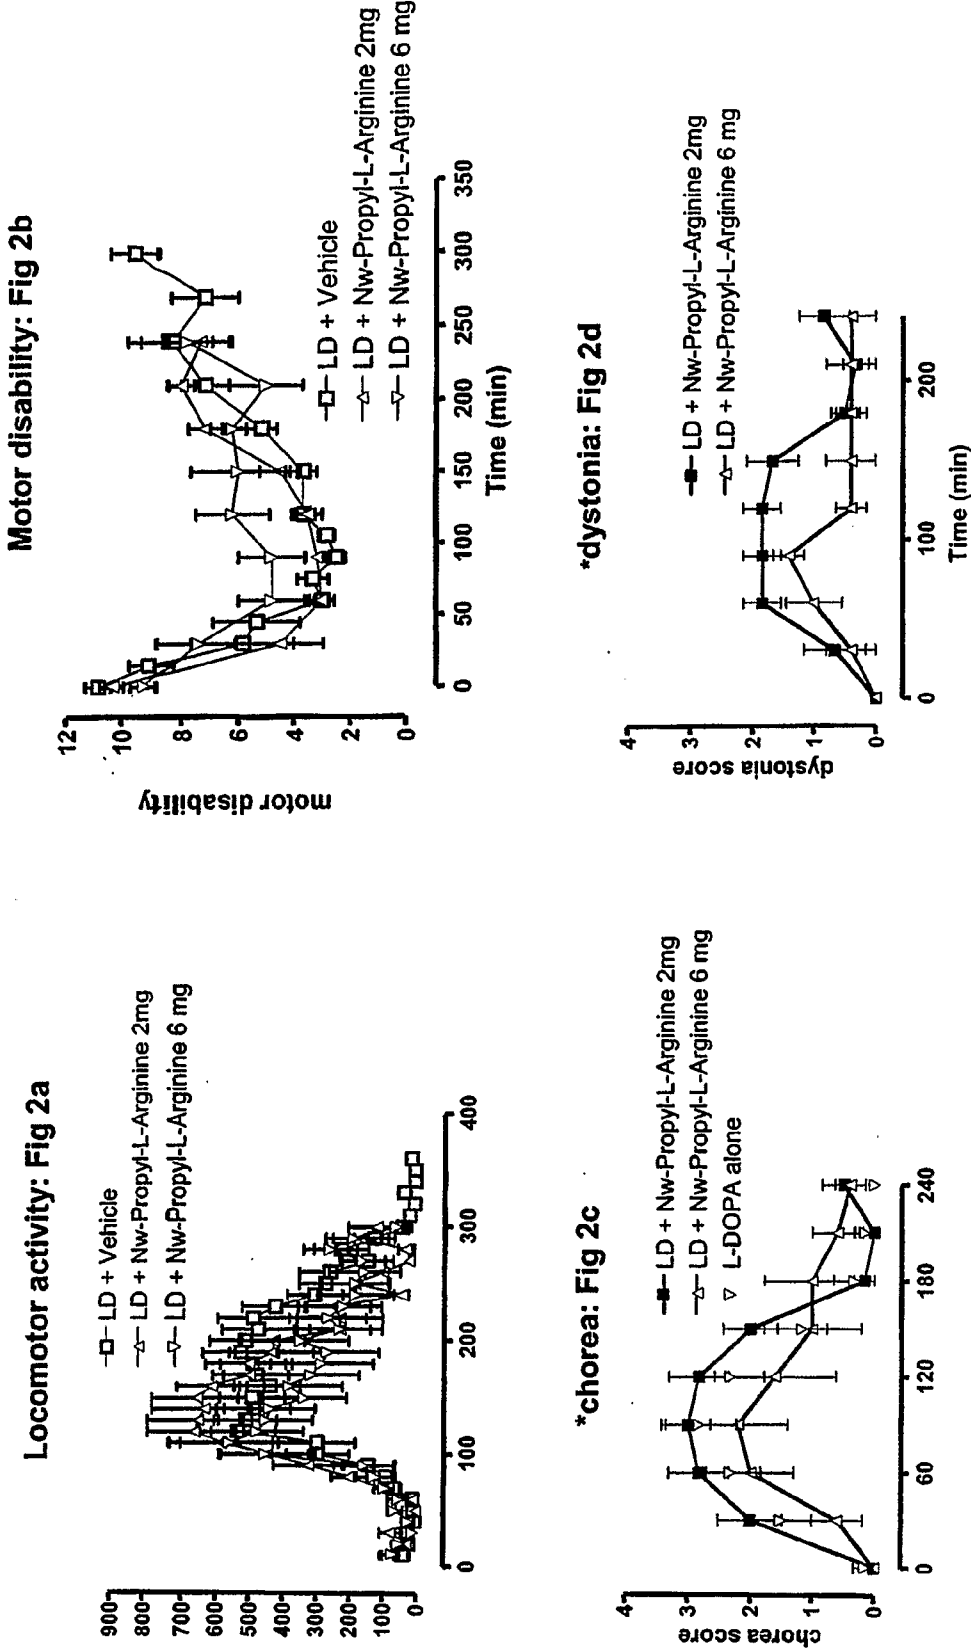 Locomotor activity: Fig 2a
LD + Vehicle
LD + Nw-Propyl-L-Arginine 2mg
LD + Nw-Propyl-L-Arginine 6 mg
900
800
700
600
500
400
300
200
100
0
0
100
200
300
400
Motor disability: Fig 2b
motor disability
12
10
8
6
4
2
0
0
50
100
150
200
250
300
350
Time (min)
LD + Vehicle
LD + Nw-Propyl-L-Arginine 2mg
LD + Nw-Propyl-L-Arginine 6 mg
*chorea: Fig 2c
LD + Nw-Propyl-L-Arginine 2mg
LD + Nw-Propyl-L-Arginine 6 mg
L-DOPA alone
chorea score
4
3
2
1
0
0
60
120
180
240
*dystonia: Fig 2d
LD + Nw-Propyl-L-Arginine 2mg
LD + Nw-Propyl-L-Arginine 6 mg
dystonia score
4
3
2
1
0
0
100
200
Time (min)